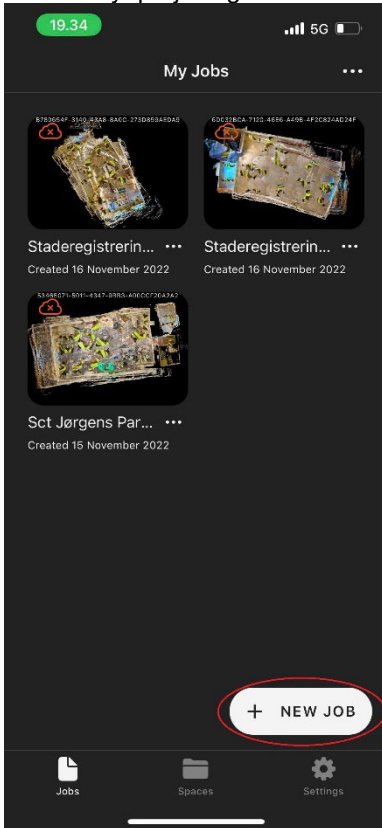 19.34
5G
My Jobs
Staderegistrerin...
Staderegistrerin...
Created 16 November 2022
Created 16 November 2022
Sct Jørgens Par...
Created 15 November 2022
+ NEW JOB
Jobs
Spaces
Settings